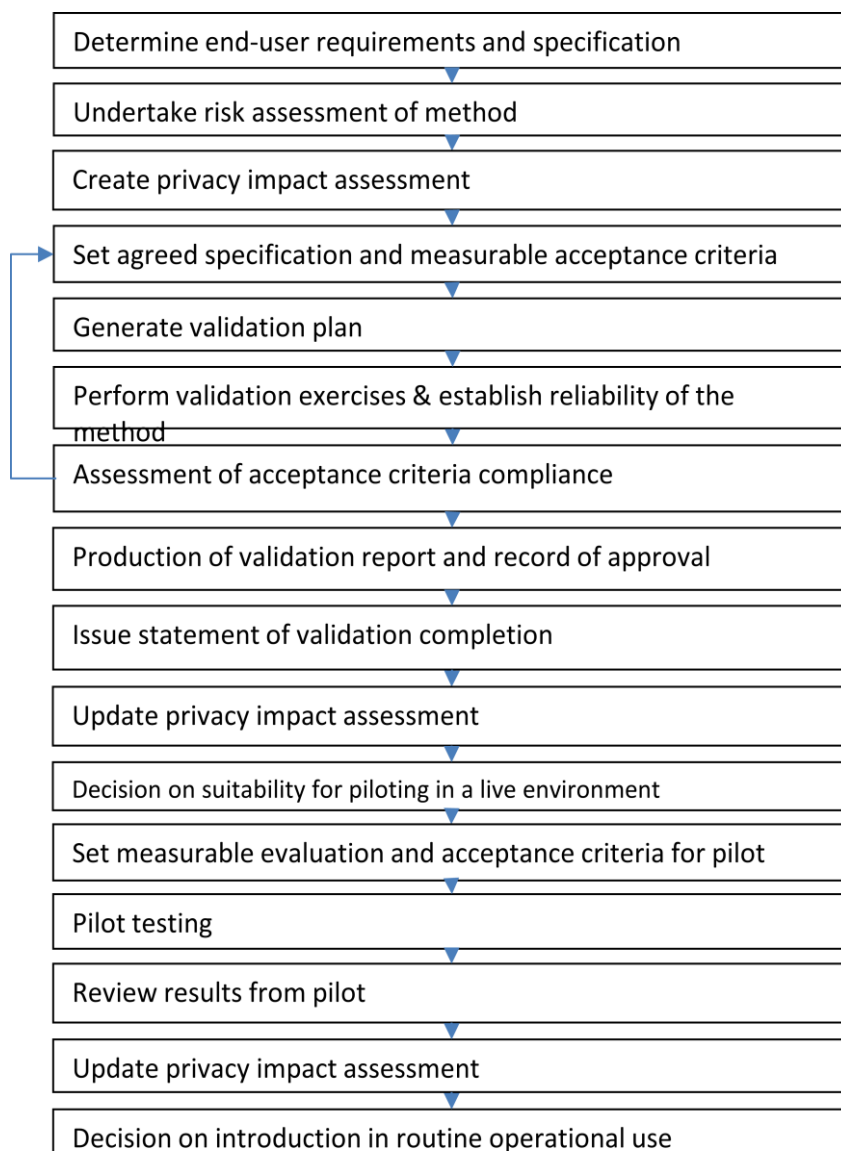 Determine end-user requirements and specification
Undertake risk assessment of method
Create privacy impact assessment
Set agreed specification and measurable acceptance criteria
Generate validation plan
Perform validation exercises & establish reliability of the
method
Assessment of acceptance criteria compliance
Production of validation report and record of approval
Issue statement of validation completion
Update privacy impact assessment
Decision on suitability for piloting in a live environment
Set measurable evaluation and acceptance criteria for pilot
Pilot testing
Review results from pilot
Update privacy impact assessment
Decision on introduction in routine operational use